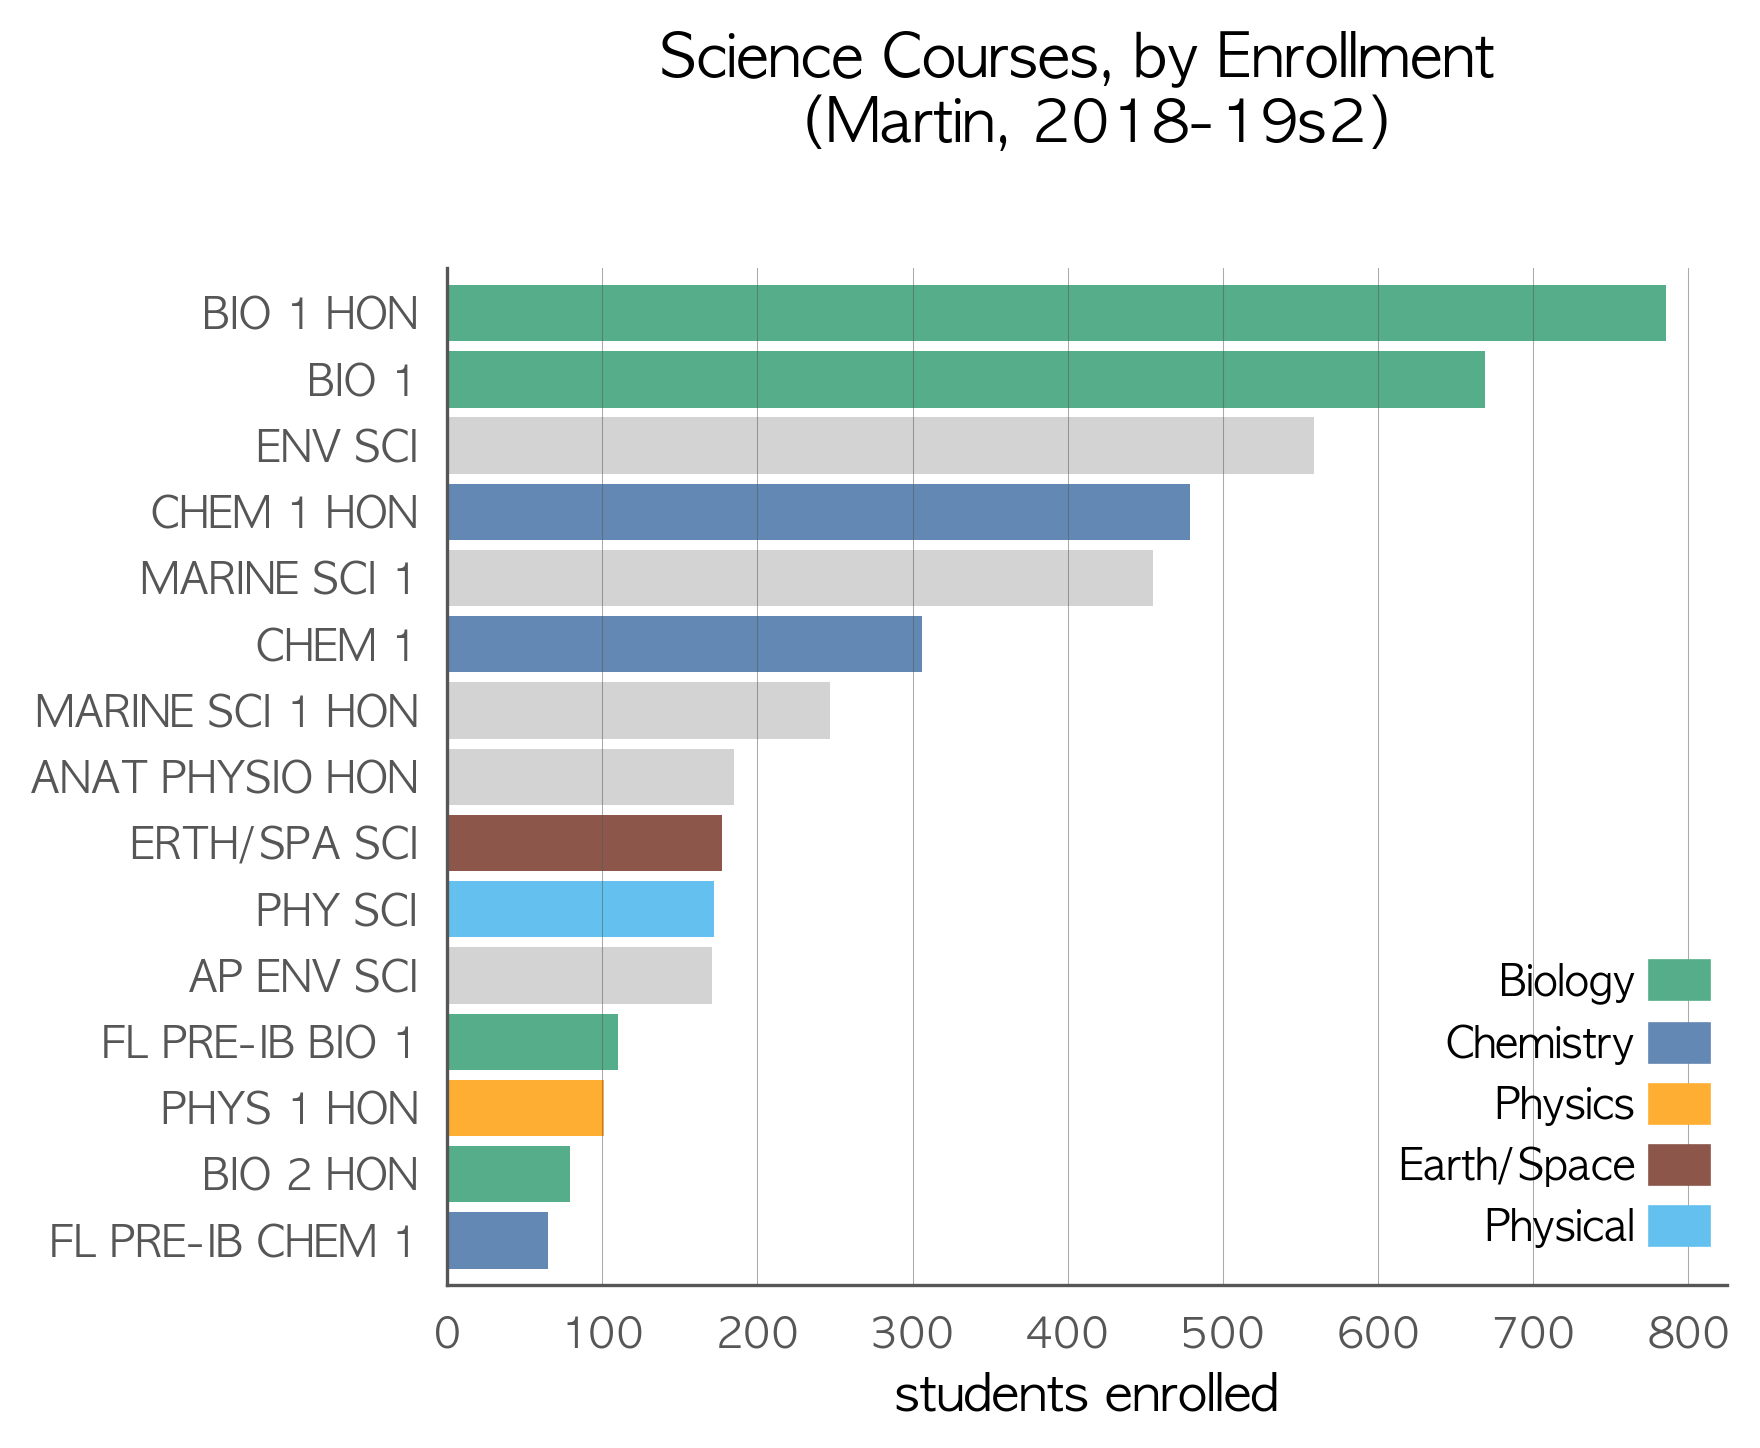 Science Courses, by Enrollment
(Martin, 2018-19s2)
BIO 1 HON
BIO 1
ENV SCI
CHEM 1 HON
MARINE SCI 1
CHEM 1
MARINE SCI 1 HON
ANAT PHYSIO HON
ERTH/SPA SCI
PHY SCI
AP ENV SCI
FL PRE-IB BIO 1
PHYS 1 HON
BIO 2 HON
FL PRE-IB CHEM 1
Biology
Chemistry
Physics
Earth/Space
Physical
0 100 200 300 400 500 600 700 800
students enrolled